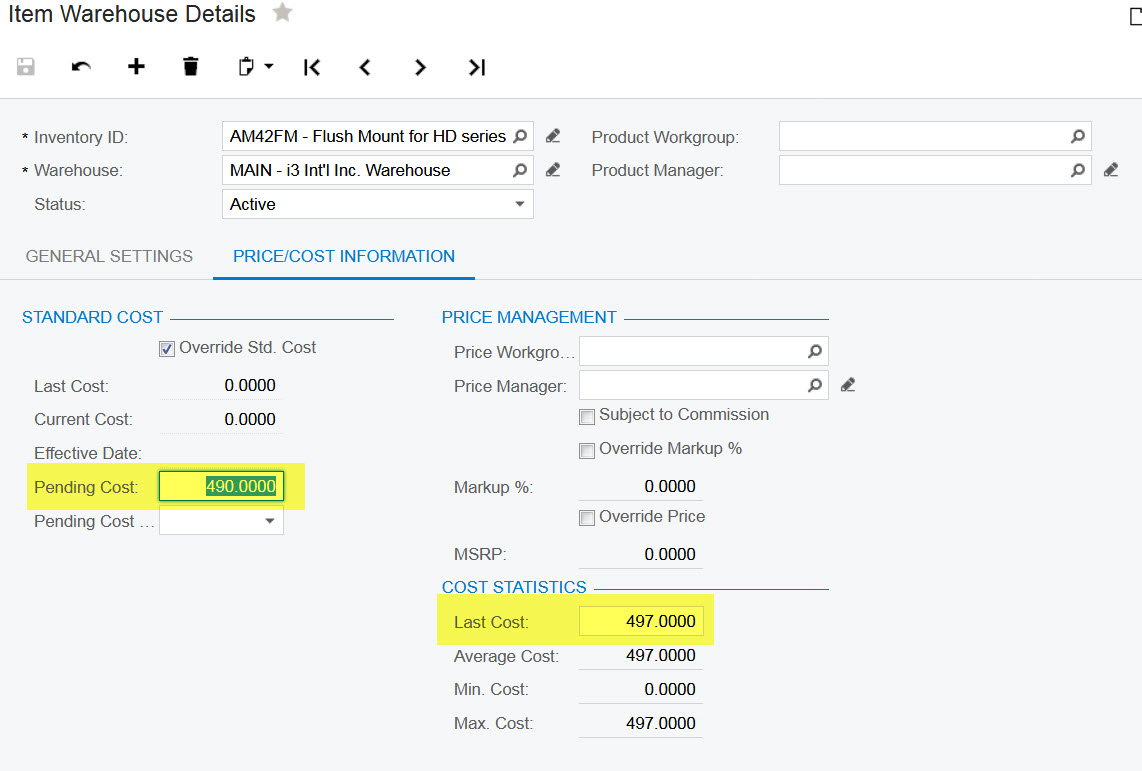 Item Warehouse Details
* Inventory ID: AM42FM - Flush Mount for HD series Product Workgroup:
* Warehouse: MAIN - i3 Int'l Inc. Warehouse Product Manager:
Status: Active
GENERAL SETTINGS PRICE/COST INFORMATION
STANDARD COST
Override Std. Cost
Last Cost: 0.0000
Current Cost: 0.0000
Effective Date:
Pending Cost: 490.0000
Pending Cost ...
PRICE MANAGEMENT
Price Workgro...
Price Manager:
Subject to Commission
Override Markup %
Markup %: 0.0000
Override Price
MSRP: 0.0000
COST STATISTICS
Last Cost: 497.0000
Average Cost: 497.0000
Min. Cost: 0.0000
Max. Cost: 497.0000